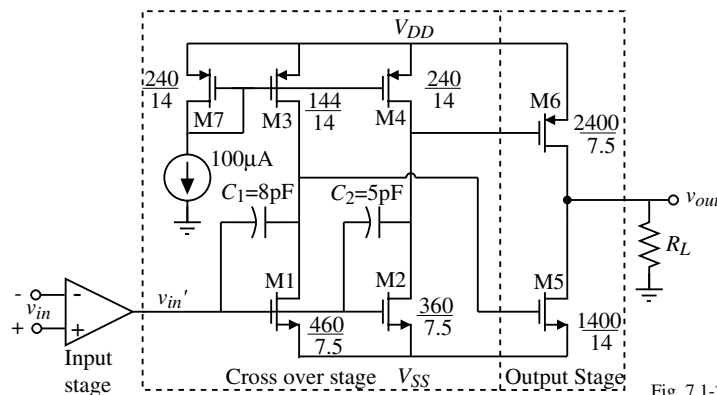 V_DD
240
14
M7
M3
144
14
M4
240
14
M6
2400
7.5
100μA
C₁=8pF
C₂=5pF
v_out
R_L
M1
M2
M5
-
v_in
+
-
+
v_in'
460
7.5
360
7.5
1400
14
Input
stage
Cross over stage
V_SS
Output Stage